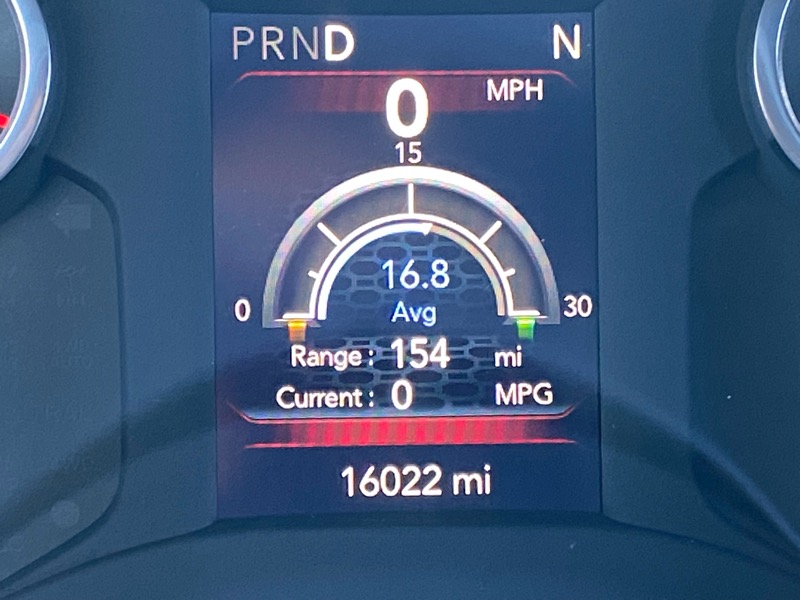 PRND N
0 MPH
15
16.8
0 Avg 30
Range: 154 mi
Current: 0 MPG
16022 mi